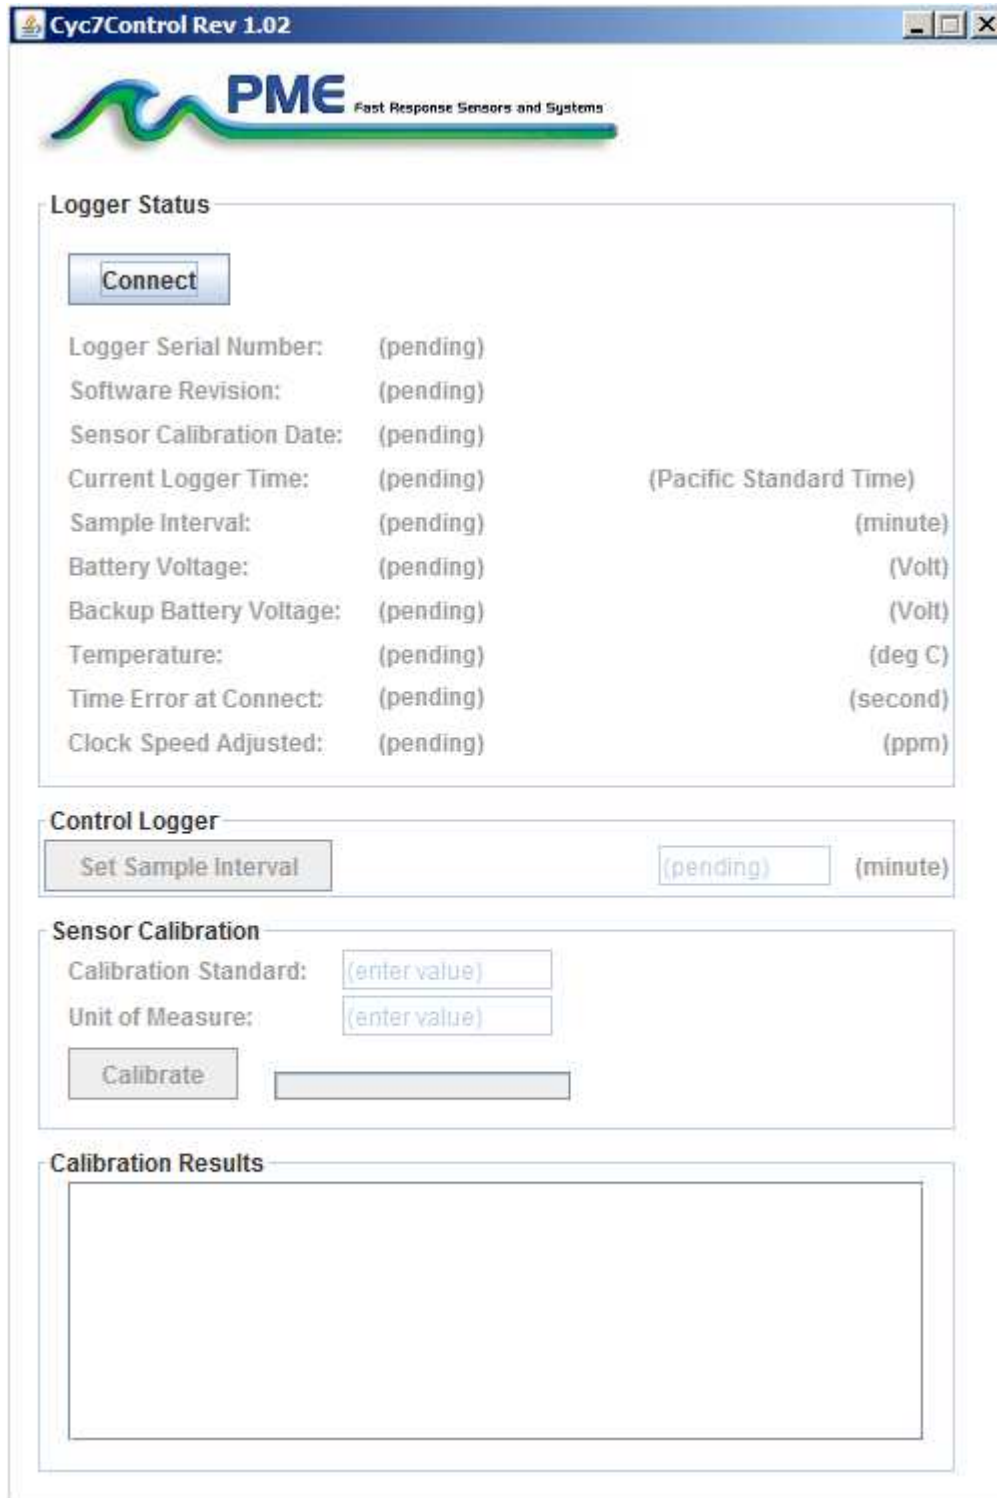 Cyc7Control Rev 1.02
PME Fast Response Sensors and Systems
Logger Status
Connect
Logger Serial Number: (pending)
Software Revision: (pending)
Sensor Calibration Date: (pending)
Current Logger Time: (pending) (Pacific Standard Time)
Sample Interval: (pending) (minute)
Battery Voltage: (pending) (Volt)
Backup Battery Voltage: (pending) (Volt)
Temperature: (pending) (deg C)
Time Error at Connect: (pending) (second)
Clock Speed Adjusted: (pending) (ppm)
Control Logger
Set Sample Interval (pending) (minute)
Sensor Calibration
Calibration Standard: (enter value)
Unit of Measure: (enter value)
Calibrate
Calibration Results